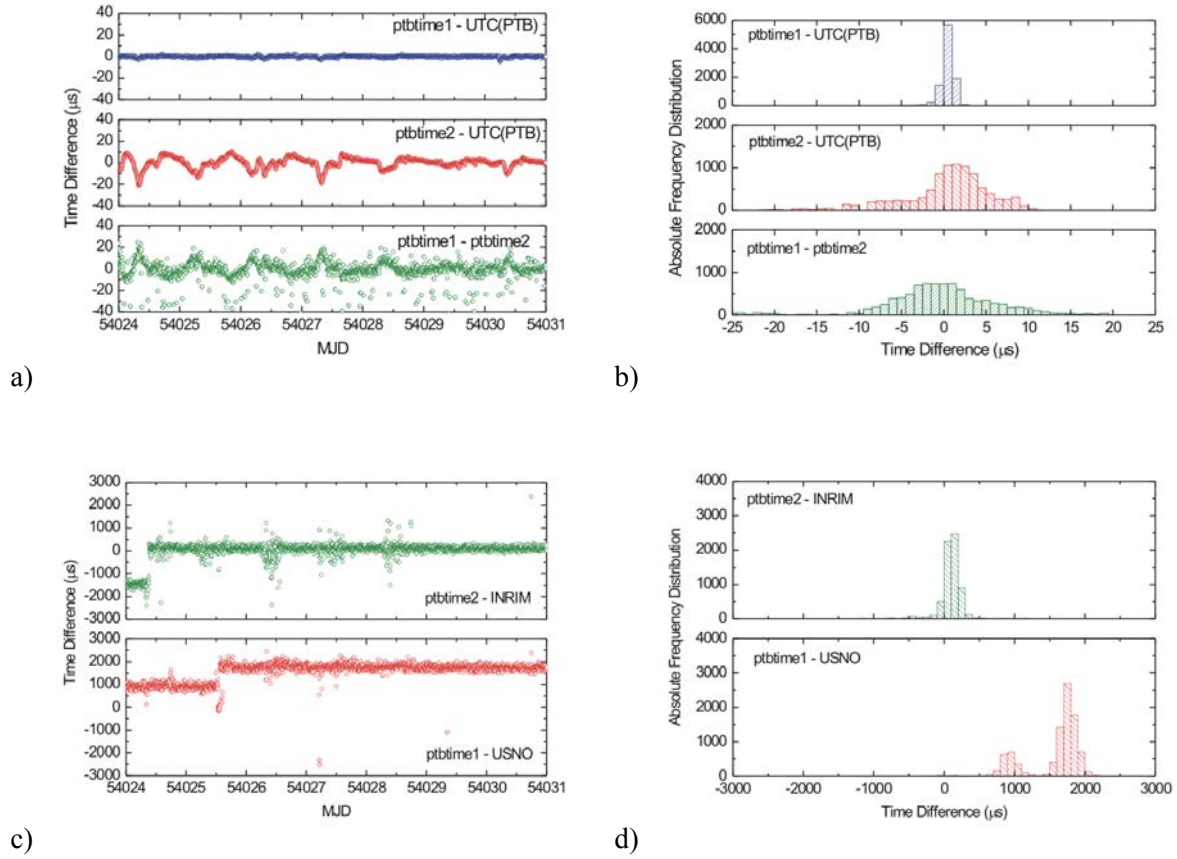 ptbtime1 - UTC(PTB)
40
20
0
-20
-40
ptbtime2 - UTC(PTB)
40
20
0
-20
-40
ptbtime1 - ptbtime2
40
20
0
-20
-40
Time Difference (μs)
54024 54025 54026 54027 54028 54029 54030 54031
MJD
a)
ptbtime1 - UTC(PTB)
6000
4000
2000
0
ptbtime2 - UTC(PTB)
2000
1000
0
ptbtime1 - ptbtime2
2000
1000
0
Absolute Frequency Distribution
-25 -20 -15 -10 -5 0 5 10 15 20 25
Time Difference (μs)
b)
3000
2000
1000
0
-1000
-2000
-3000
ptbtime2 - INRIM
3000
2000
1000
0
-1000
-2000
-3000
ptbtime1 - USNO
Time Difference (μs)
54024 54025 54026 54027 54028 54029 54030 54031
MJD
c)
ptbtime2 - INRIM
4000
3000
2000
1000
0
ptbtime1 - USNO
4000
3000
2000
1000
0
Absolute Frequency Distribution
-3000 -2000 -1000 0 1000 2000 3000
Time Difference (μs)
d)